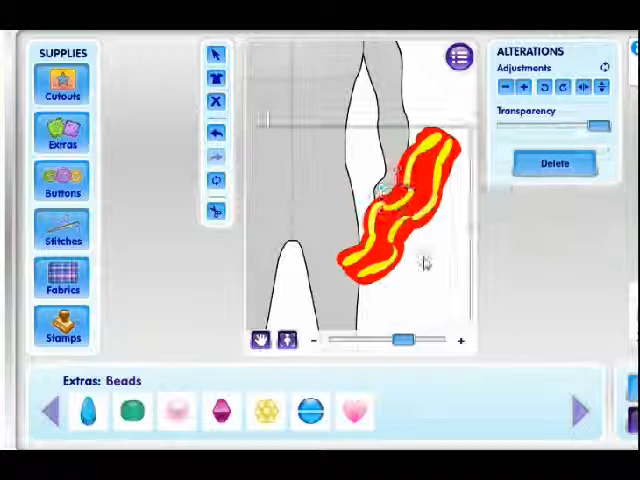 SUPPLIES
Cutouts
Extras
Buttons
Stitches
Fabrics
Stamps
ALTERATIONS
Adjustments
Transparency
Delete
Extras: Beads